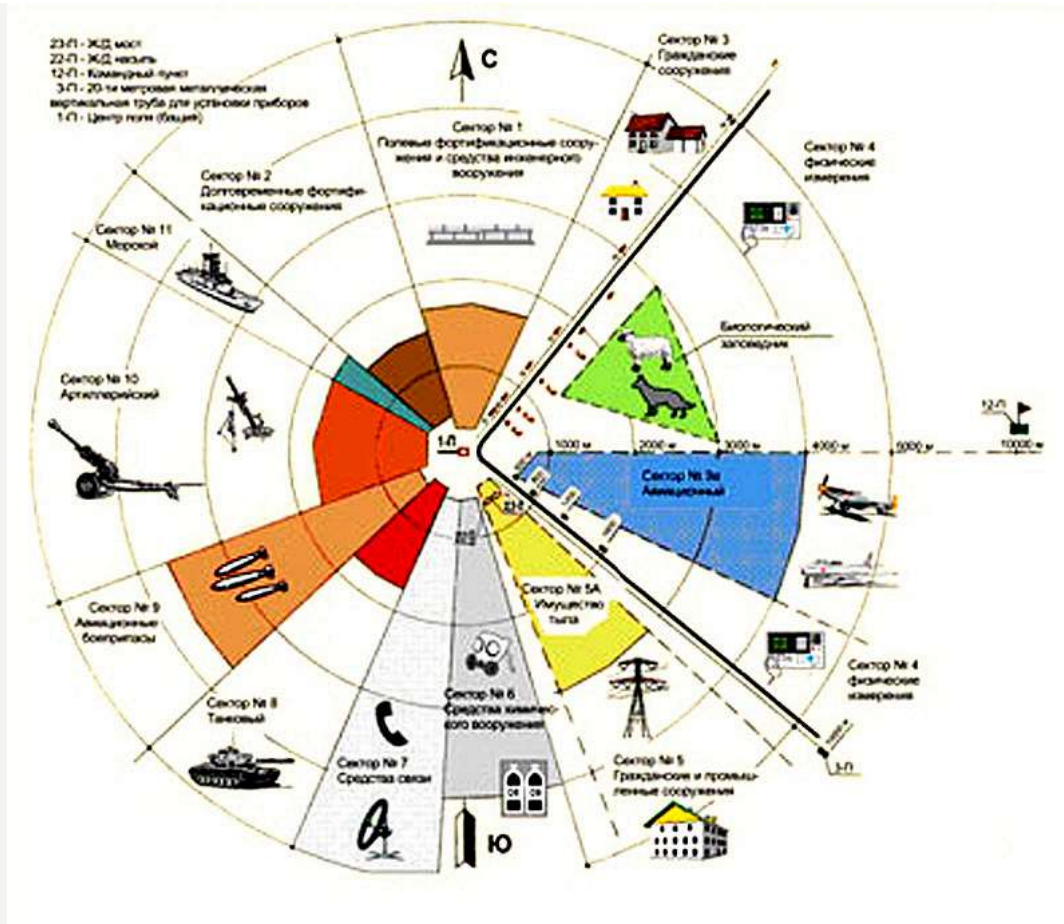 23-П - Ж/Д мост
22-П - Ж/Д насыпь
12-П - Командный пункт
3-П - 20-ти метровая металлическая
вертикальная труба для установки приборов
1-П - Центр поля (башня)
С
Сектор № 3
Гражданские
сооружения
Сектор № 1
Полевые фортификационные соору-
жения и средства инженерного
вооружения
Сектор № 4
физические
измерения
Сектор № 2
Долговременные фортифи-
кационные сооружения
Сектор № 11
Морской
Биологический
заповедник
Сектор № 10
Артиллерийский
12-П
1-П
1000 м
2000 м
3000 м
4000 м
5000 м
10000 м
Сектор № 9а
Авиационный
23-П
22-П
Сектор № 5А
Имущество
тыла
Сектор № 9
Авиационные
боеприпасы
Сектор № 4
физические
измерения
Сектор № 6
Средства химичес-
кого вооружения
Сектор № 8
Танковый
Сектор № 7
Средства связи
Сектор № 5
Гражданские и промыш-
ленные сооружения
3-П
Ю